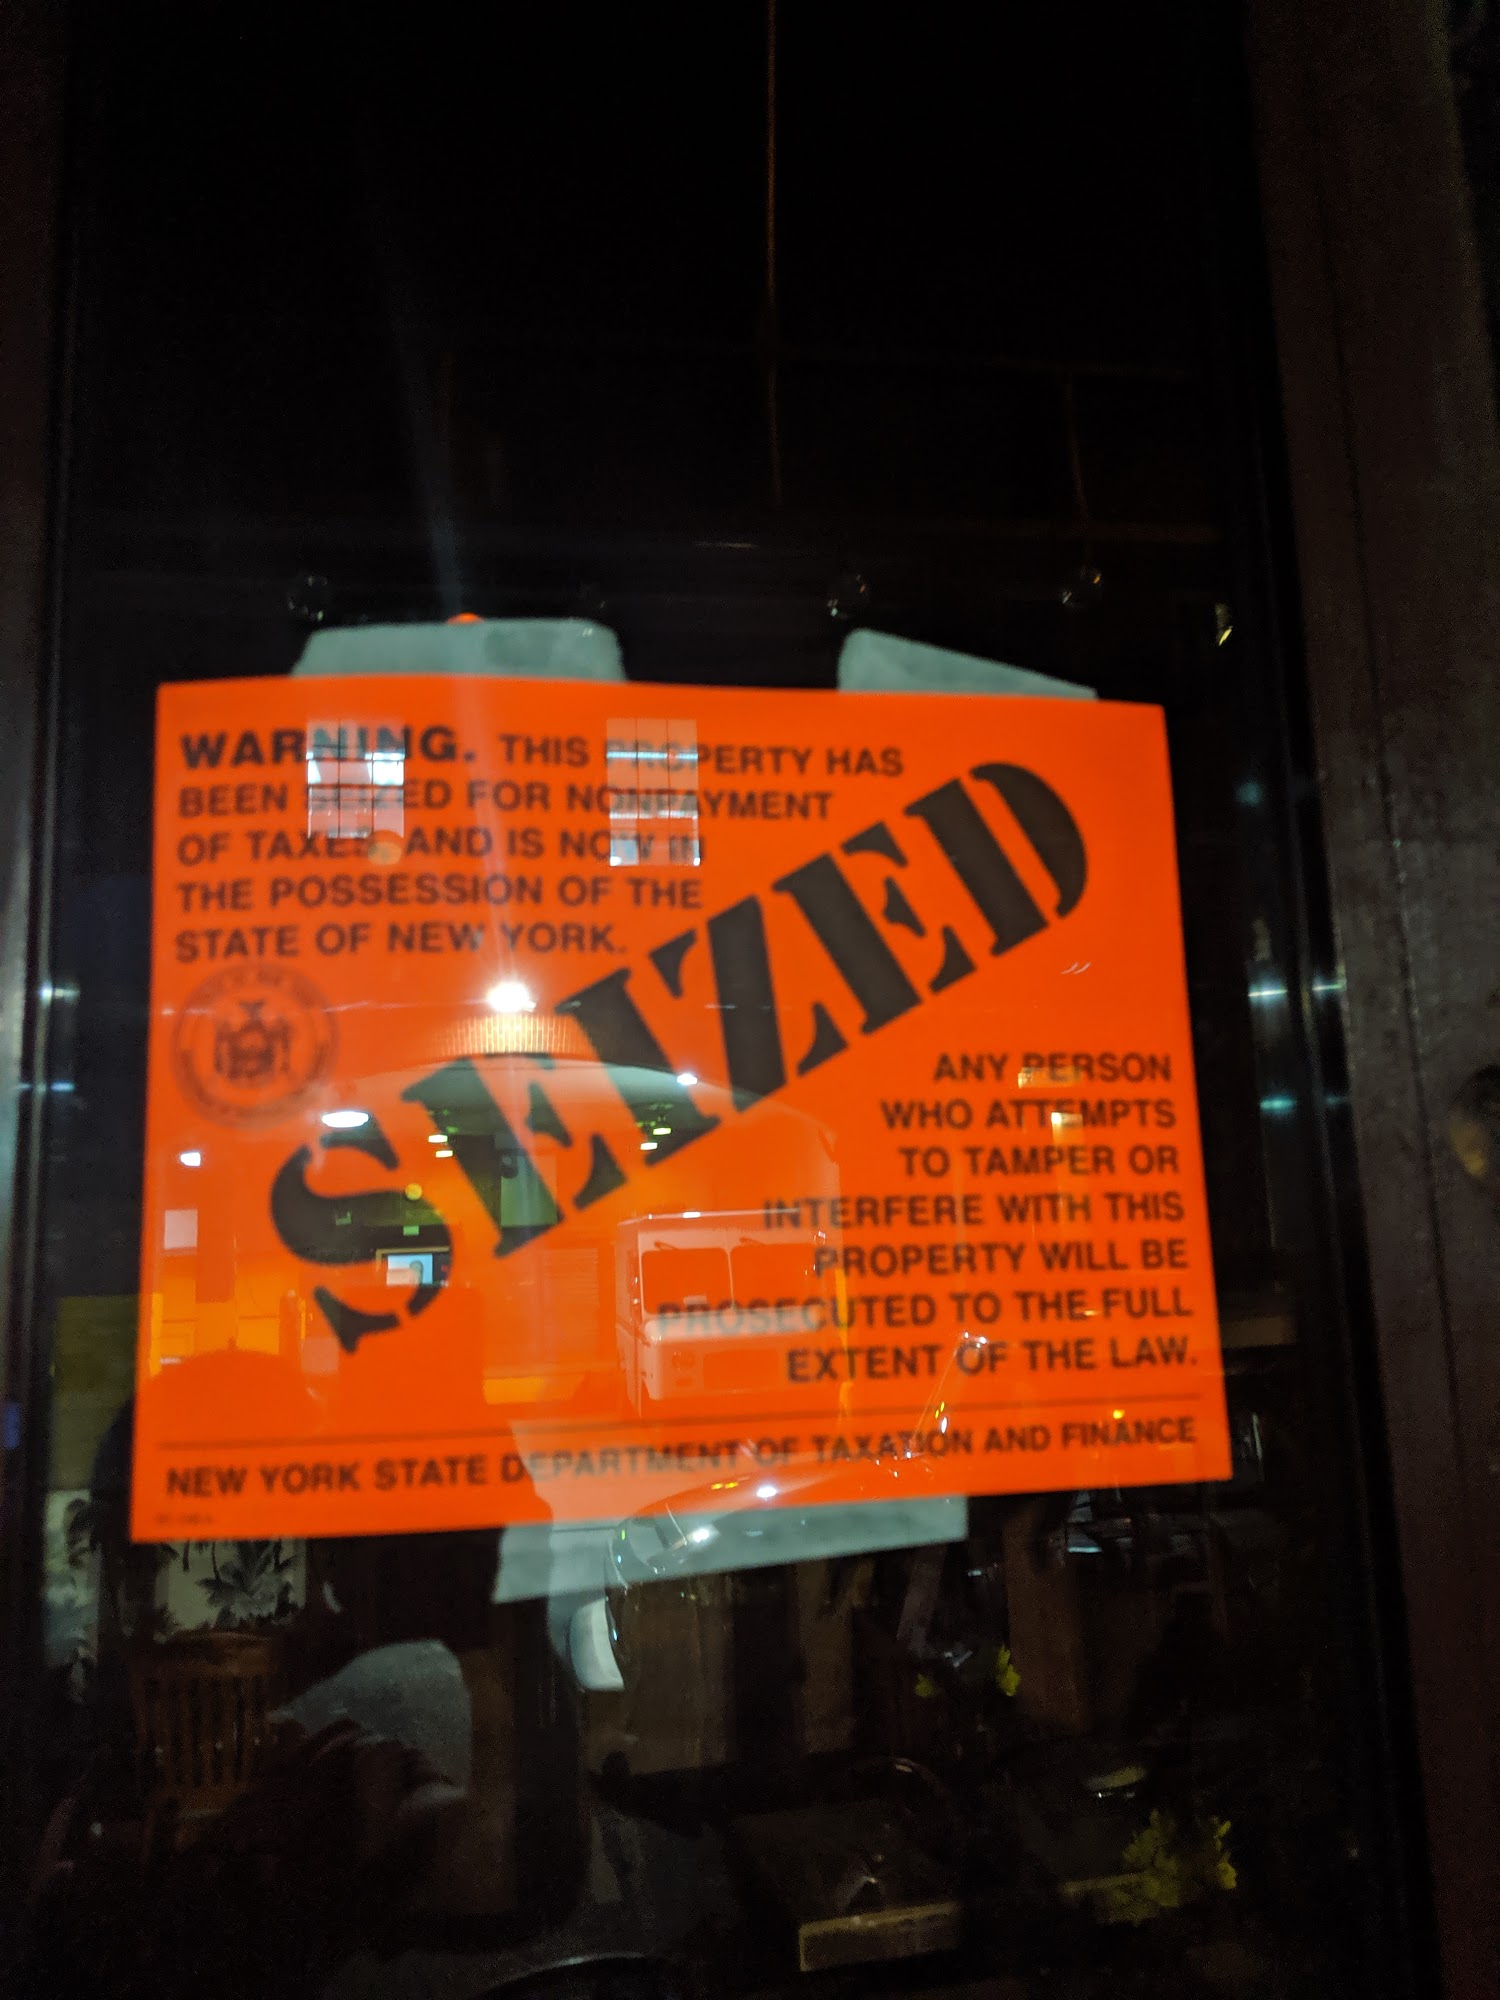 WARNING. THIS PROPERTY HAS
BEEN SEIZED FOR NONPAYMENT
OF TAXES, AND IS NOW IN
THE POSSESSION OF THE
STATE OF NEW YORK.
SEIZED
ANY PERSON
WHO ATTEMPTS
TO TAMPER OR
INTERFERE WITH THIS
PROPERTY WILL BE
PROSECUTED TO THE FULL
EXTENT OF THE LAW.
NEW YORK STATE DEPARTMENT OF TAXATION AND FINANCE